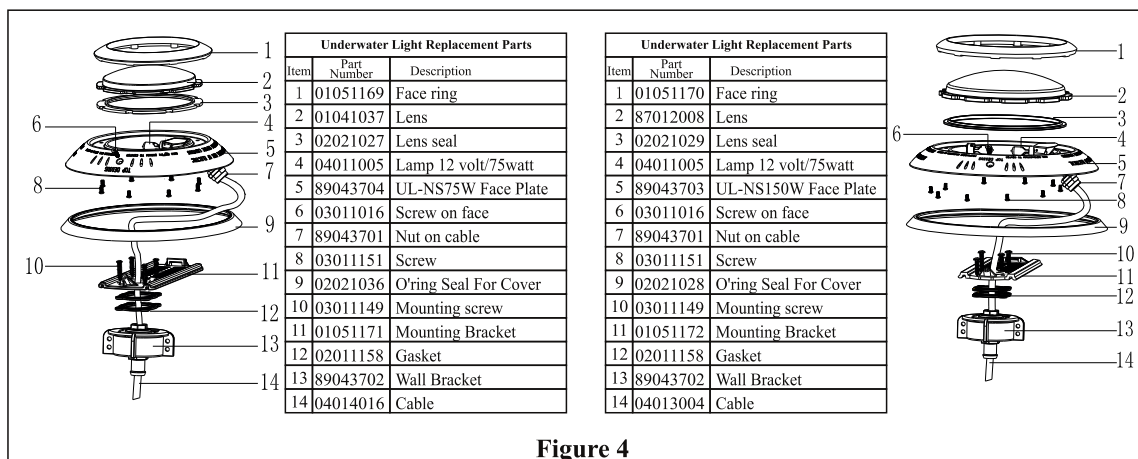 Underwater Light Replacement Parts
Item Part Number Description
1 01051169 Face ring
2 01041037 Lens
3 02021027 Lens seal
4 04011005 Lamp 12 volt/75watt
5 89043704 UL-NS75W Face Plate
6 03011016 Screw on face
7 89043701 Nut on cable
8 03011151 Screw
9 02021036 O'ring Seal For Cover
10 03011149 Mounting screw
11 01051171 Mounting Bracket
12 02011158 Gasket
13 89043702 Wall Bracket
14 04014016 Cable
1
2
3
6
4
5
7
8
9
10
11
12
13
14
Underwater Light Replacement Parts
Item Part Number Description
1 01051170 Face ring
2 87012008 Lens
3 02021029 Lens seal
4 04011005 Lamp 12 volt/75watt
5 89043703 UL-NS150W Face Plate
6 03011016 Screw on face
7 89043701 Nut on cable
8 03011151 Screw
9 02021028 O'ring Seal For Cover
10 03011149 Mounting screw
11 01051172 Mounting Bracket
12 02011158 Gasket
13 89043702 Wall Bracket
14 04013004 Cable
1
2
3
6
4
5
7
8
9
10
11
12
13
14
Figure 4